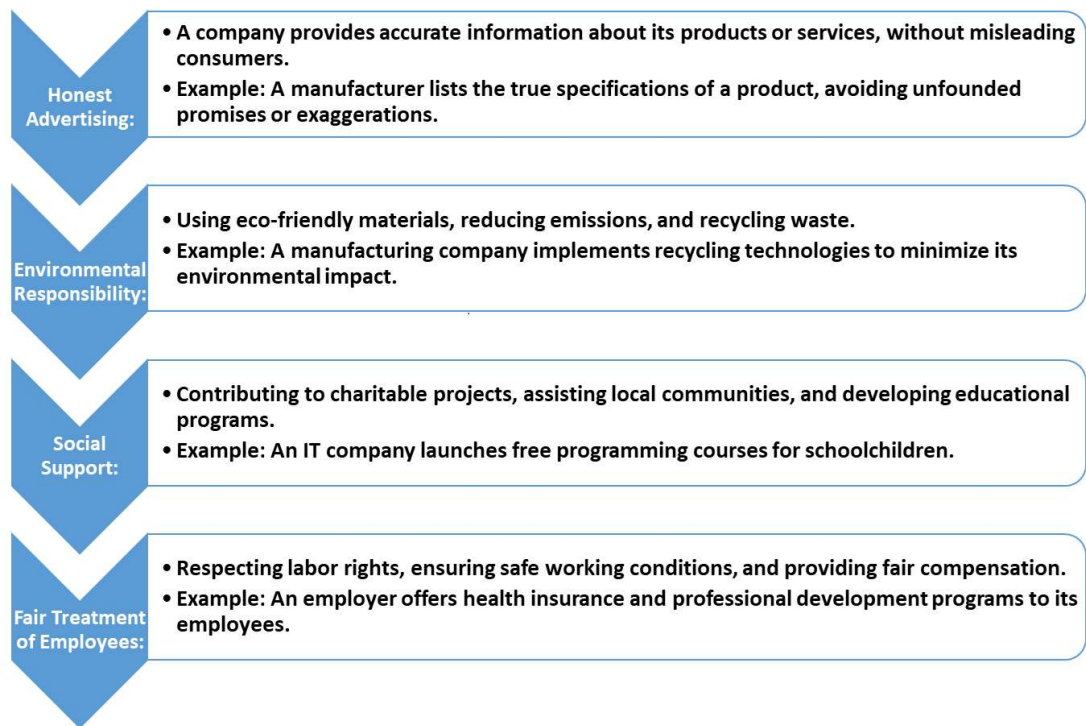 Honest
Advertising:
• A company provides accurate information about its products or services, without misleading
consumers.
• Example: A manufacturer lists the true specifications of a product, avoiding unfounded
promises or exaggerations.
Environmental
Responsibility:
• Using eco-friendly materials, reducing emissions, and recycling waste.
• Example: A manufacturing company implements recycling technologies to minimize its
environmental impact.
Social
Support:
• Contributing to charitable projects, assisting local communities, and developing educational
programs.
• Example: An IT company launches free programming courses for schoolchildren.
Fair Treatment
of Employees:
• Respecting labor rights, ensuring safe working conditions, and providing fair compensation.
• Example: An employer offers health insurance and professional development programs to its
employees.